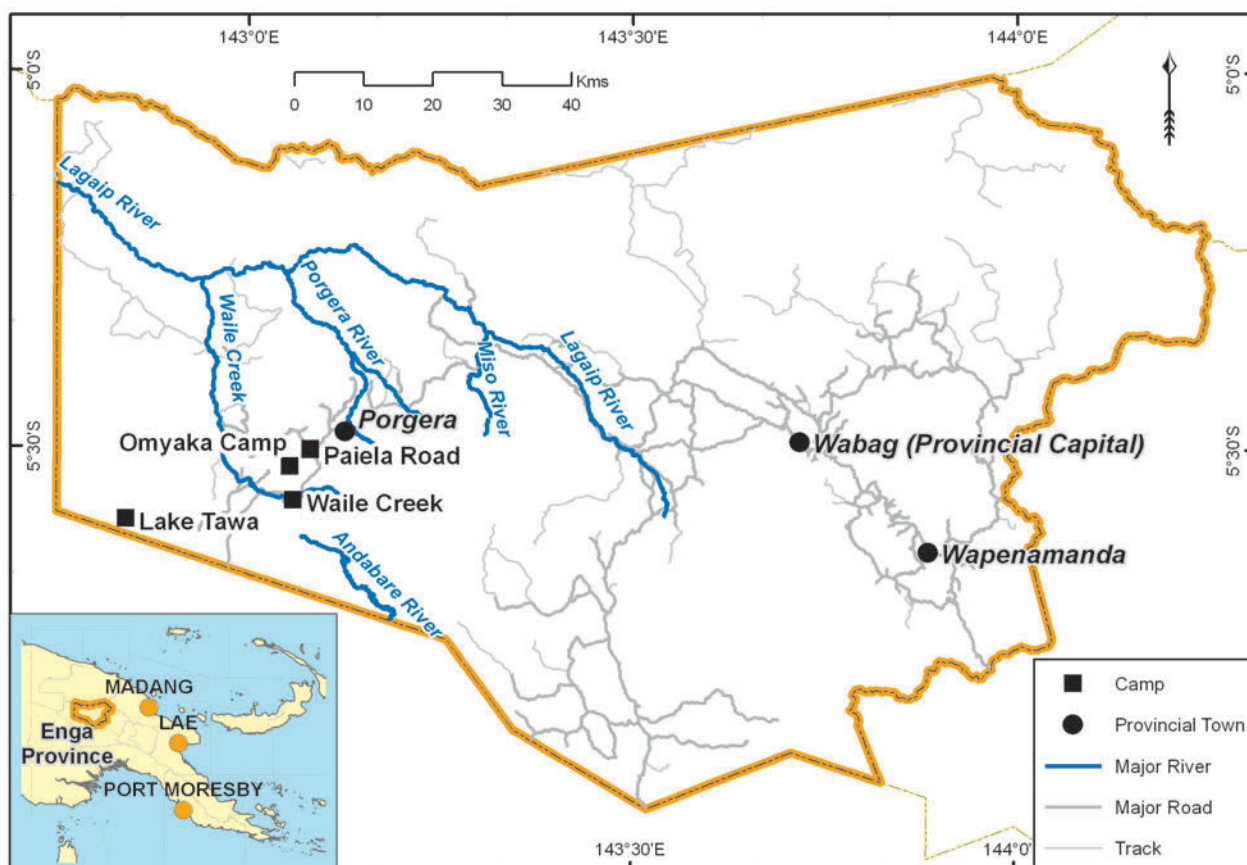 143°0'E
143°30'E
144°0'E
5°0'S
5°0'S
Kms
0 10 20 30 40
Lagaip River
Porgera River
Waile Creek
Miso River
Lagaip River
Porgera
Omyaka Camp
Paiela Road
Wabag (Provincial Capital)
5°30'S
5°30'S
Waile Creek
Lake Tawa
Andabare River
Wapenamanda
MADANG
LAE
Enga
Province
PORT MORESBY
Camp
Provincial Town
Major River
Major Road
Track
143°30'E
144°0'E